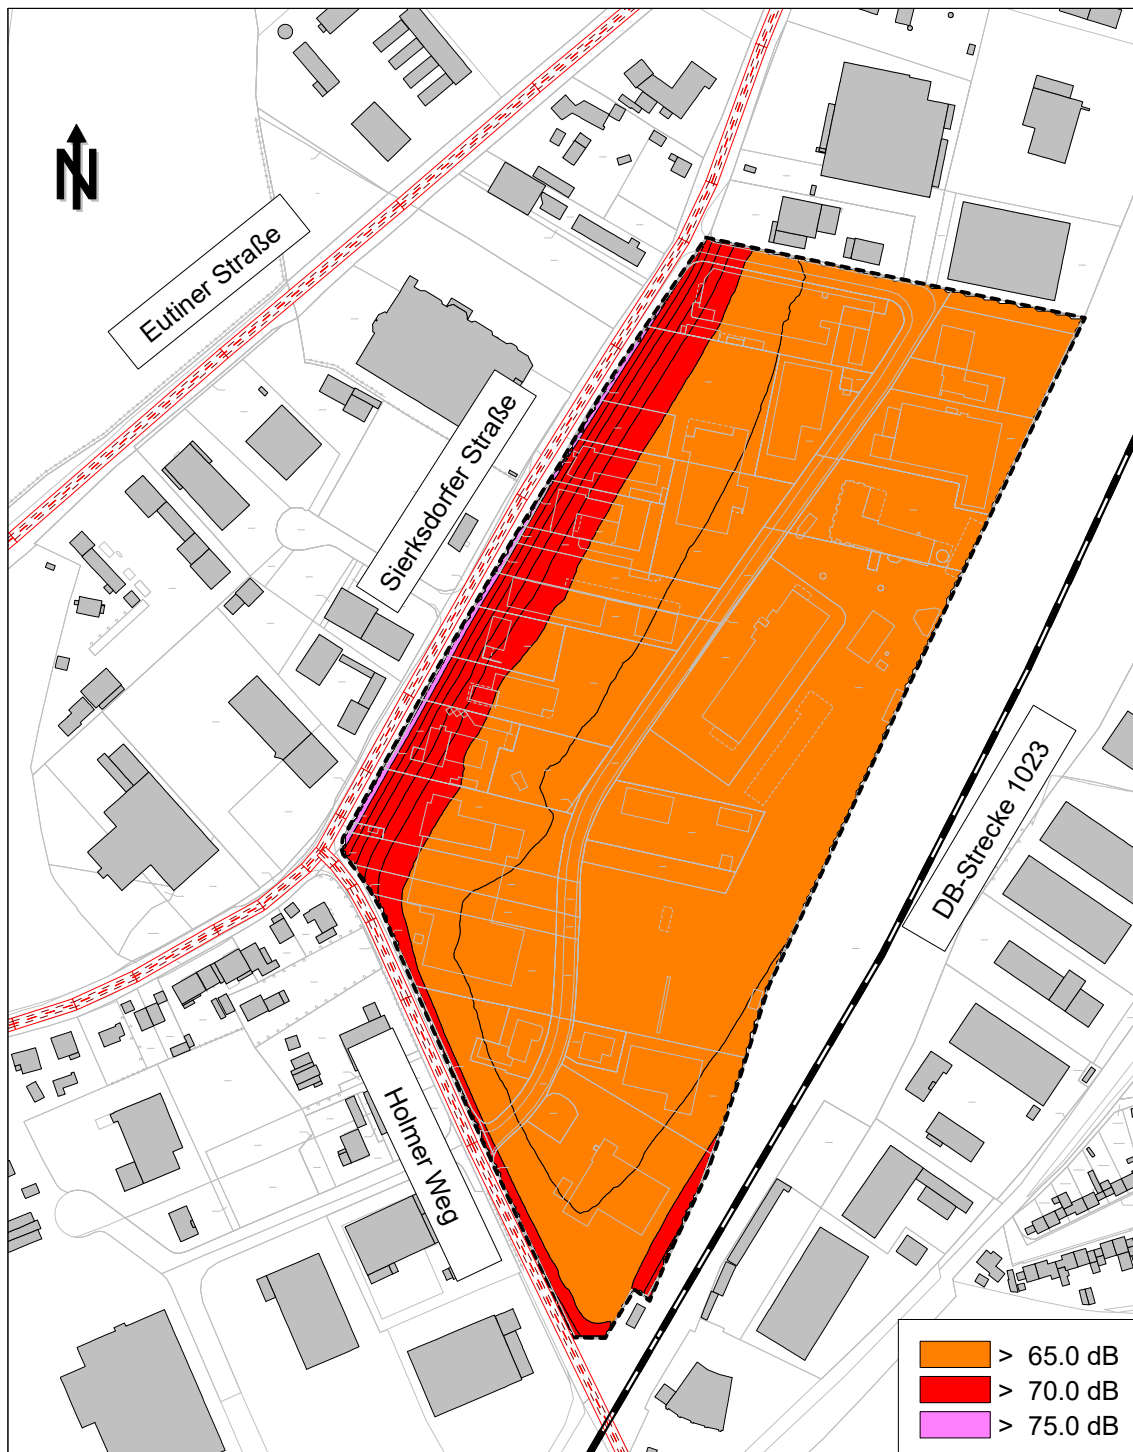 N
Eutiner Straße
Sierksdorfer Straße
DB-Strecke 1023
Holmer Weg
> 65.0 dB
> 70.0 dB
> 75.0 dB